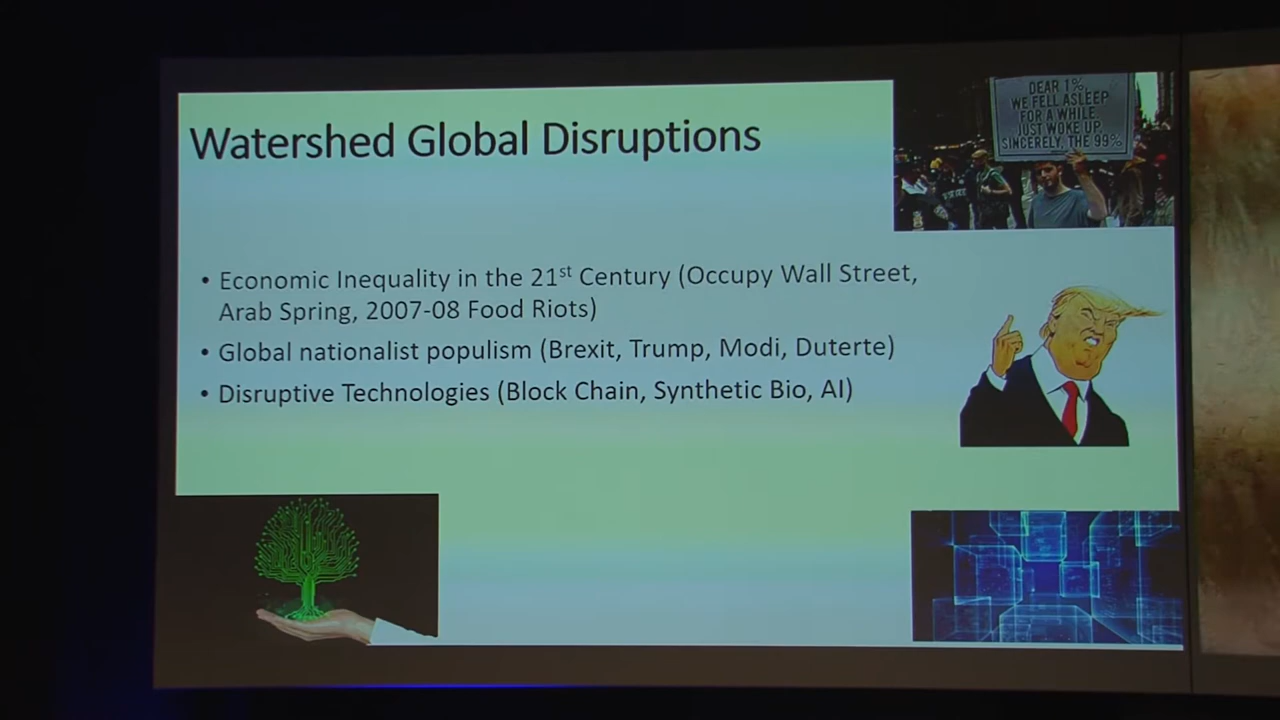 Watershed Global Disruptions
DEAR 1%
WE FELL ASLEEP
FOR A WHILE.
JUST WOKE UP.
SINCERELY, THE 99%
• Economic Inequality in the 21st Century (Occupy Wall Street,
Arab Spring, 2007-08 Food Riots)
• Global nationalist populism (Brexit, Trump, Modi, Duterte)
• Disruptive Technologies (Block Chain, Synthetic Bio, AI)